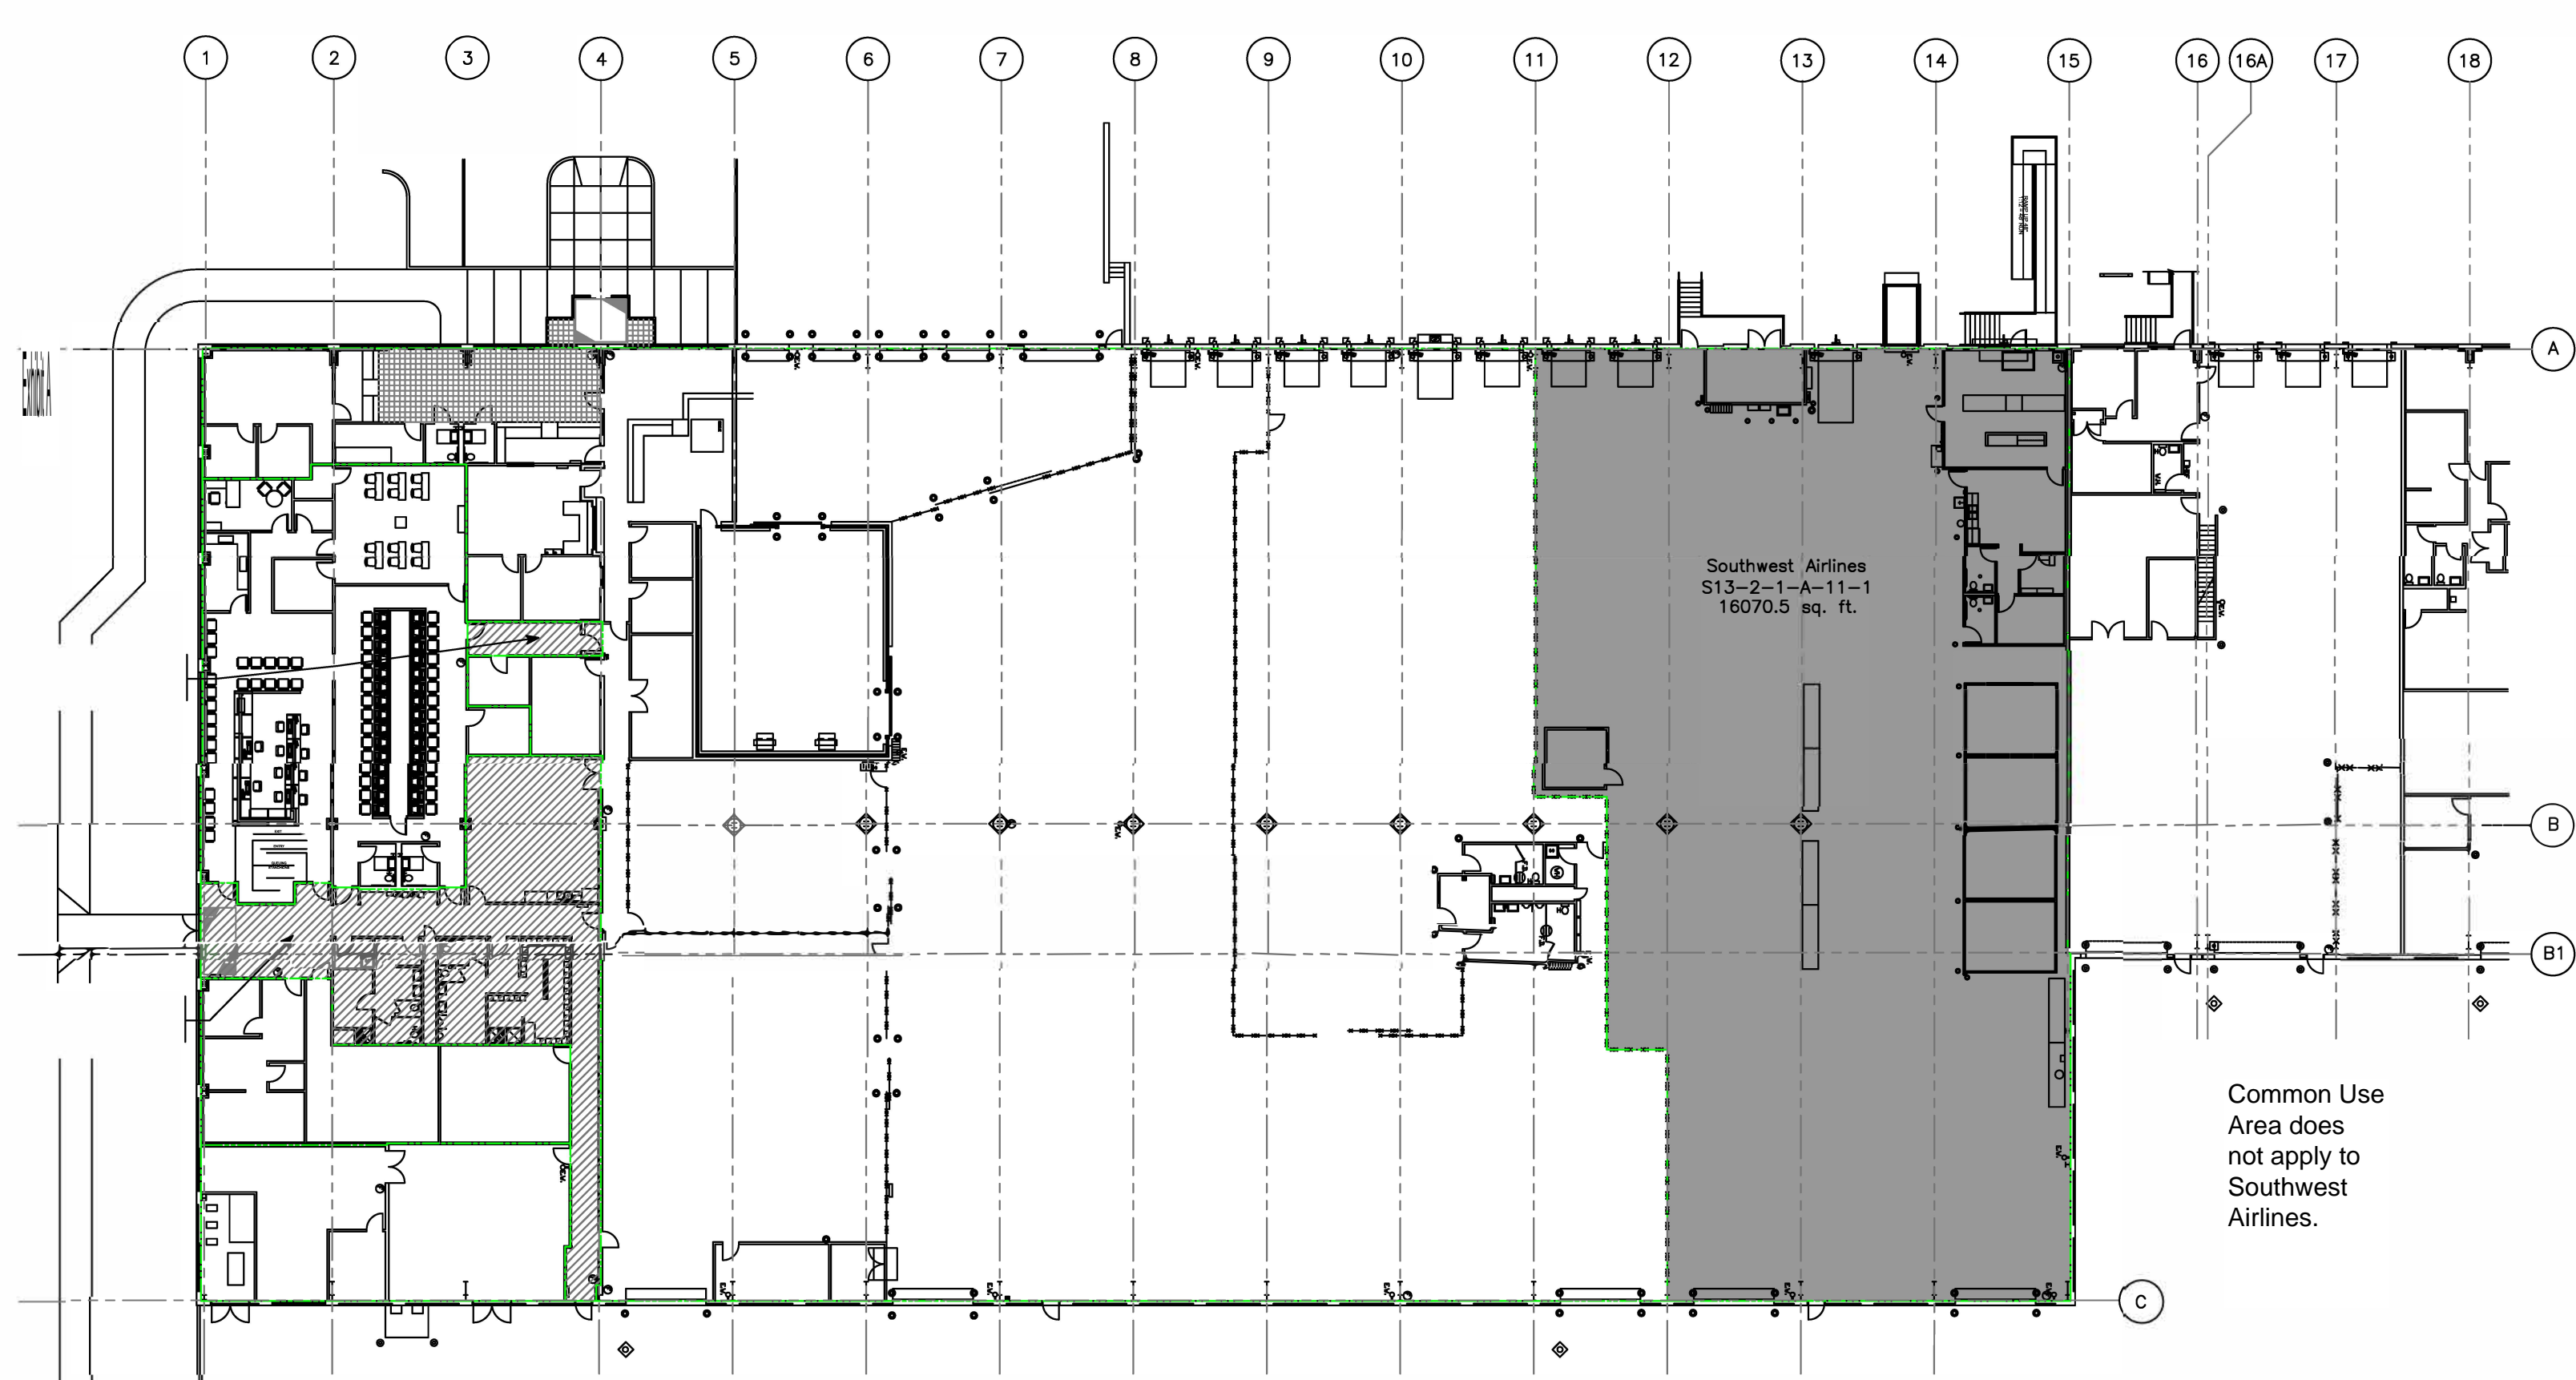 1 2 3 4 5 6 7 8 9 10 11 12 13 14 15 16 16A 17 18
A
Southwest Airlines
S13-2-1-A-11-1
16070.5 sq. ft.
B
EXIT
ENTRY
B1
Common Use
Area does
not apply to
Southwest
Airlines.
C